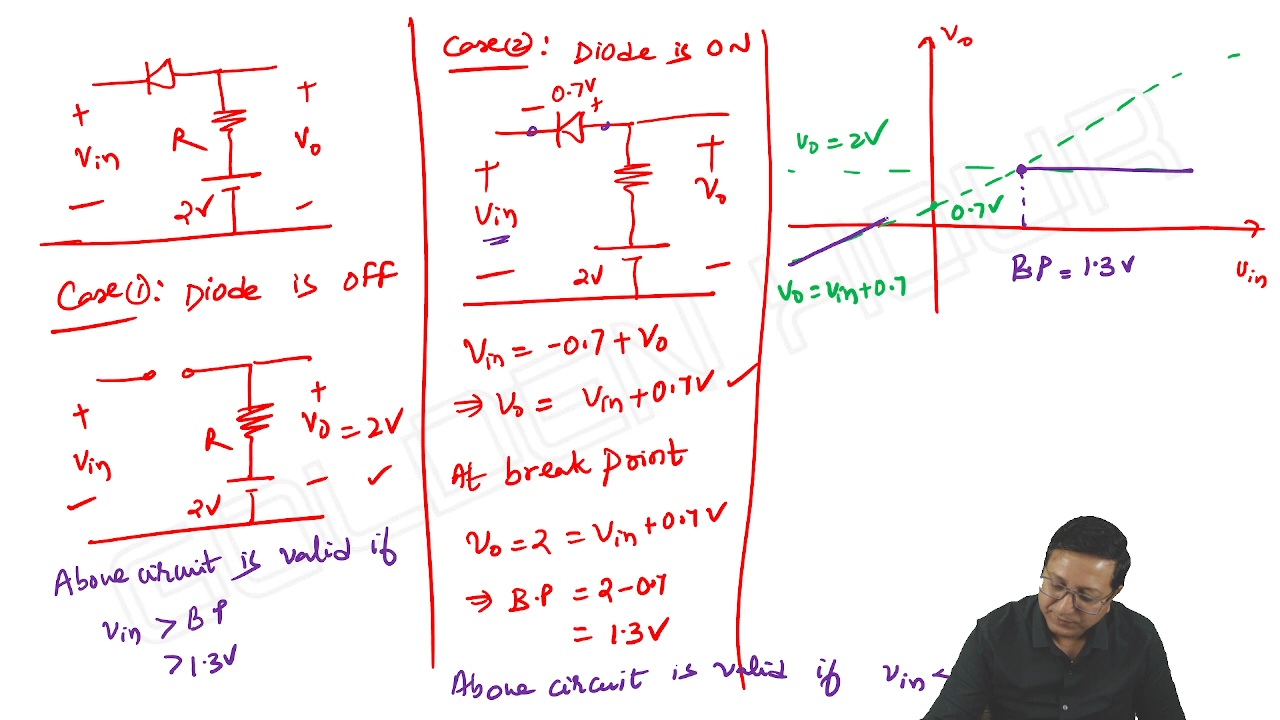 +
Vin
-
R
2V
+
Vo
-
Case(1): Diode is off
+
Vin
-
R
2V
+
Vo = 2V
- ✓
Above circuit is valid if
Vin > B.P
> 1.3V
Case(2): Diode is ON
- 0.7V +
+
Vin
-
2V
+
Vo
-
Vin = -0.7 + Vo
⇒ Vo = Vin + 0.7V ✓
At break point
Vo = 2 = Vin + 0.7V
⇒ B.P = 2 - 0.7
= 1.3V
Above circuit is valid if Vin <
Vo
Vo = 2V
0.7V
B.P = 1.3V
Vin
Vo = Vin + 0.7
GOLDEN HOUR